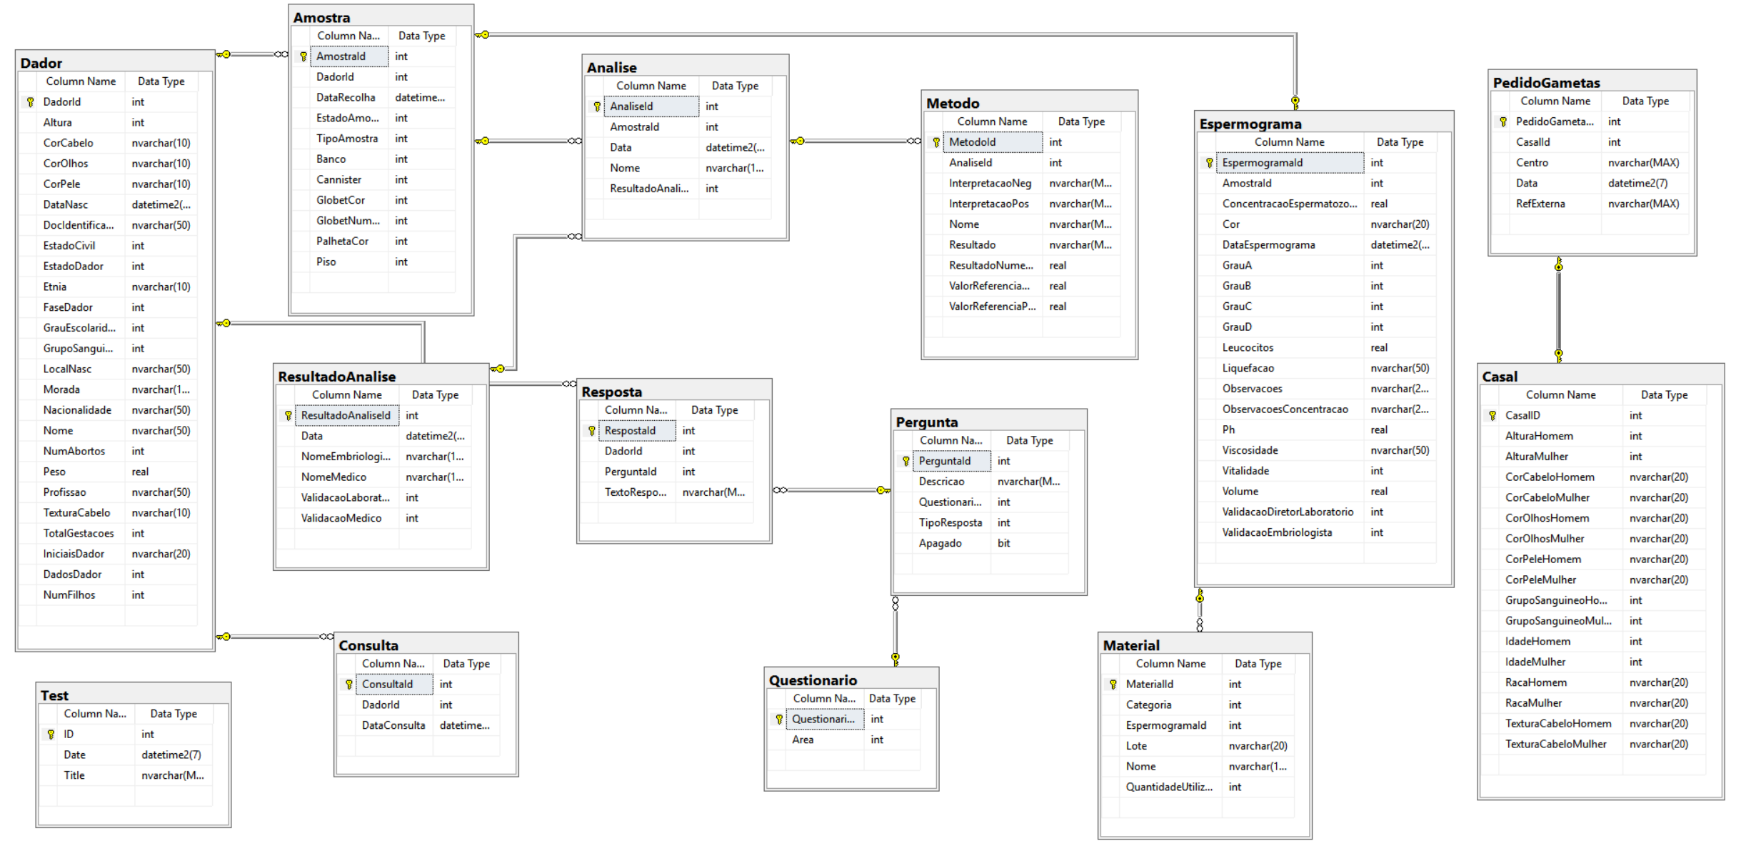 Dador
Column Name Data Type
DadorId int
Altura int
CorCabelo nvarchar(10)
CorOlhos nvarchar(10)
CorPele nvarchar(10)
DataNasc datetime2(...
DocIdentifica... nvarchar(50)
EstadoCivil int
EstadoDador int
Etnia nvarchar(10)
FaseDador int
GrauEscolarid... int
GrupoSangui... int
LocalNasc nvarchar(50)
Morada nvarchar(1...
Nacionalidade nvarchar(50)
Nome nvarchar(50)
NumAbortos int
Peso real
Profissao nvarchar(50)
TexturaCabelo nvarchar(10)
TotalGestacoes int
IniciaisDador nvarchar(20)
DadosDador int
NumFilhos int
Amostra
Column Na... Data Type
AmostraId int
DadorId int
DataRecolha datetime...
EstadoAmo... int
TipoAmostra int
Banco int
Cannister int
GlobetCor int
GlobetNum... int
PalhetaCor int
Piso int
Analise
Column Name Data Type
AnaliseId int
AmostraId int
Data datetime2(...
Nome nvarchar(1...
ResultadoAnali... int
Metodo
Column Name Data Type
MetodoId int
AnaliseId int
InterpretacaoNeg nvarchar(M...
InterpretacaoPos nvarchar(M...
Nome nvarchar(M...
Resultado nvarchar(M...
ResultadoNume... real
ValorReferencia... real
ValorReferenciaP... real
Espermograma
Column Name Data Type
EspermogramaId int
AmostraId int
ConcentracaoEspermatozo... real
Cor nvarchar(20)
DataEspermograma datetime2(...
GrauA int
GrauB int
GrauC int
GrauD int
Leucocitos real
Liquefacao nvarchar(50)
Observacoes nvarchar(2...
ObservacoesConcentracao nvarchar(2...
Ph real
Viscosidade nvarchar(50)
Vitalidade int
Volume real
ValidacaoDiretorLaboratorio int
ValidacaoEmbriologista int
PedidoGametas
Column Name Data Type
PedidoGameta... int
CasalId int
Centro nvarchar(MAX)
Data datetime2(7)
RefExterna nvarchar(MAX)
ResultadoAnalise
Column Name Data Type
ResultadoAnaliseId int
Data datetime2(...
NomeEmbriologi... nvarchar(1...
NomeMedico nvarchar(1...
ValidacaoLaborat... int
ValidacaoMedico int
Resposta
Column Na... Data Type
RespostaId int
DadorId int
PerguntaId int
TextoRespo... nvarchar(M...
Pergunta
Column Na... Data Type
PerguntaId int
Descricao nvarchar(M...
Questionari... int
TipoResposta int
Apagado bit
Casal
Column Name Data Type
CasalID int
AlturaHomem int
AlturaMulher int
CorCabeloHomem nvarchar(20)
CorCabeloMulher nvarchar(20)
CorOlhosHomem nvarchar(20)
CorOlhosMulher nvarchar(20)
CorPeleHomem nvarchar(20)
CorPeleMulher nvarchar(20)
GrupoSanguineoHo... int
GrupoSanguineoMul... int
IdadeHomem int
IdadeMulher int
RacaHomem nvarchar(20)
RacaMulher nvarchar(20)
TexturaCabeloHomem nvarchar(20)
TexturaCabeloMulher nvarchar(20)
Test
Column Na... Data Type
ID int
Date datetime2(7)
Title nvarchar(M...
Consulta
Column Na... Data Type
ConsultaId int
DadorId int
DataConsulta datetime...
Questionario
Column Na... Data Type
Questionari... int
Area int
Material
Column Name Data Type
MaterialId int
Categoria int
EspermogramaId int
Lote nvarchar(20)
Nome nvarchar(1...
QuantidadeUtiliz... int